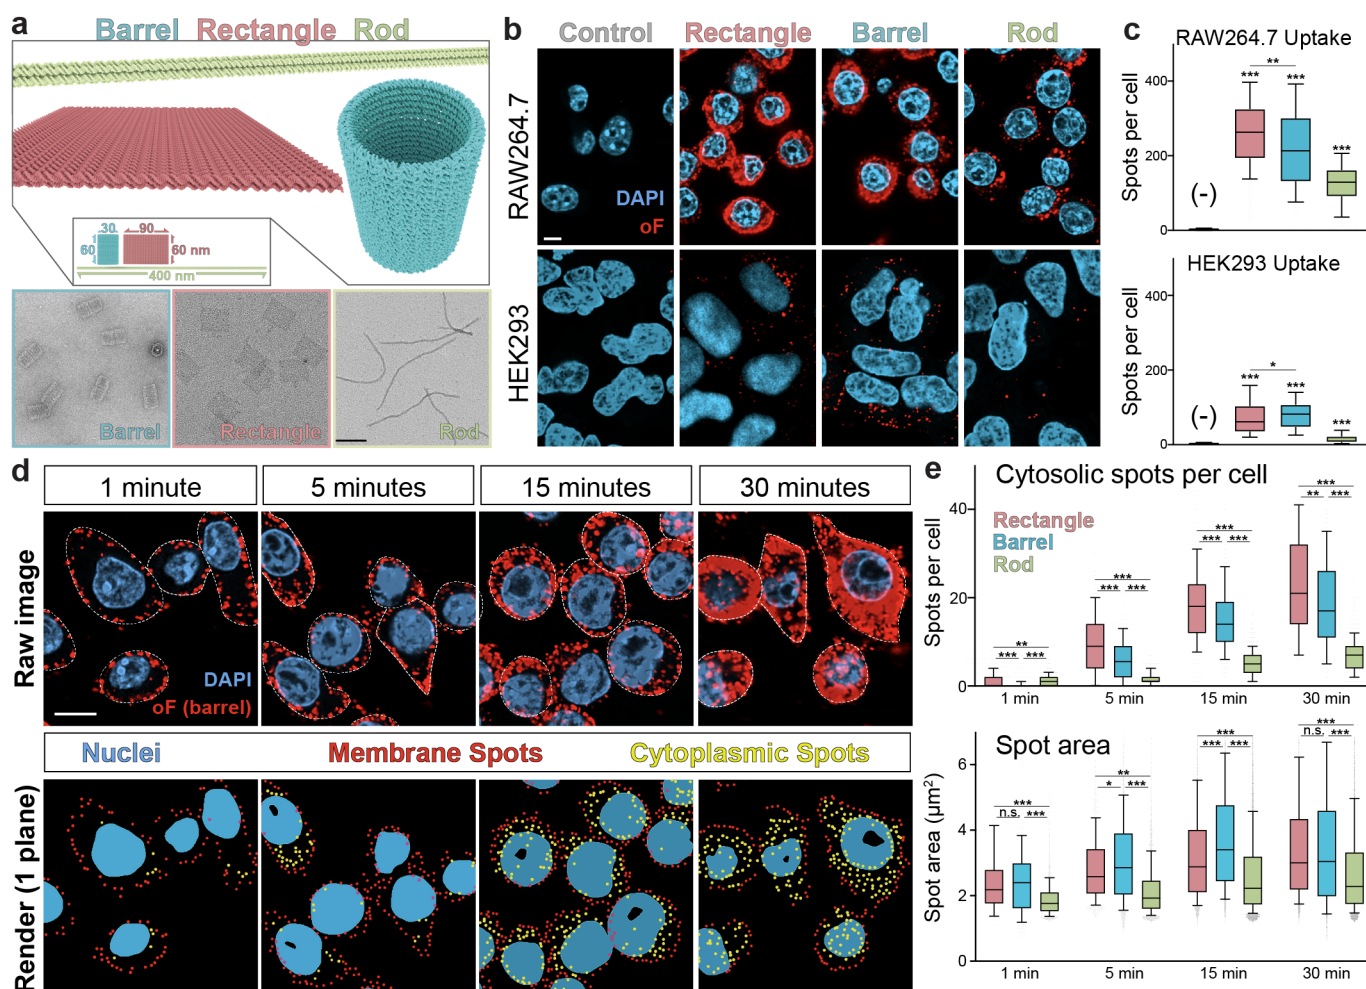 a
Barrel Rectangle Rod
30
90
60
60 nm
400 nm
Barrel
Rectangle
Rod
b
Control
Rectangle
Barrel
Rod
RAW264.7
DAPI
oF
HEK293
c
RAW264.7 Uptake
Spots per cell
400
200
0
(-)
***
**
***
***
HEK293 Uptake
Spots per cell
400
200
0
(-)
***
*
***
***
d
1 minute
5 minutes
15 minutes
30 minutes
Raw image
DAPI
oF (barrel)
Nuclei
Membrane Spots
Cytoplasmic Spots
Render (1 plane)
e
Cytosolic spots per cell
Rectangle
Barrel
Rod
Spots per cell
40
20
0
**
*** ***
***
*** ***
***
*** ***
***
** ***
1 min
5 min
15 min
30 min
Spot area
Spot area (μm²)
6
4
2
0
***
n.s. ***
**
* ***
***
*** ***
***
n.s. ***
1 min
5 min
15 min
30 min